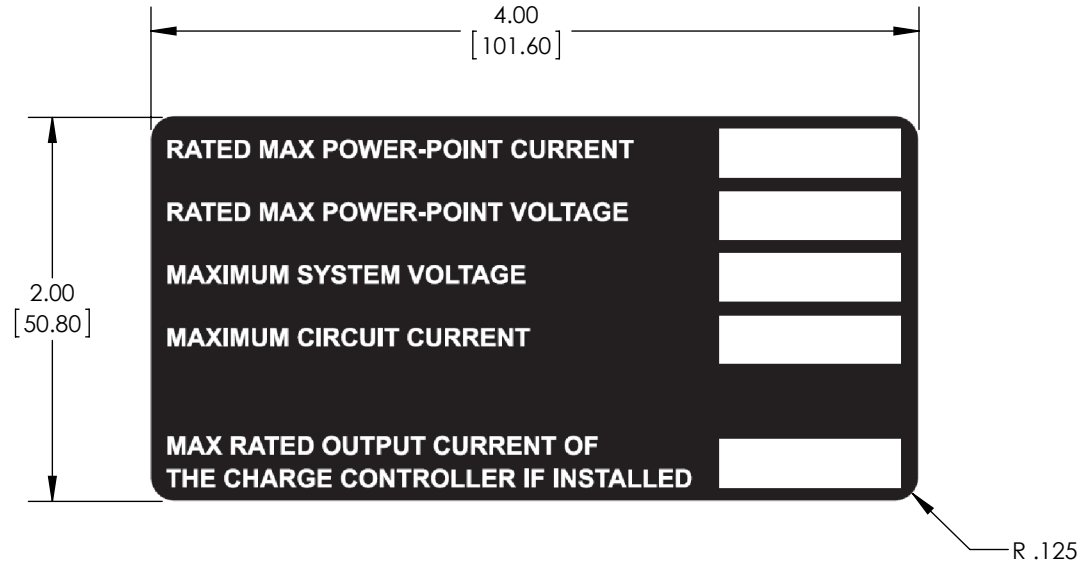 4.00
[101.60]
RATED MAX POWER-POINT CURRENT
RATED MAX POWER-POINT VOLTAGE
MAXIMUM SYSTEM VOLTAGE
2.00
[50.80]
MAXIMUM CIRCUIT CURRENT
MAX RATED OUTPUT CURRENT OF
THE CHARGE CONTROLLER IF INSTALLED
R .125